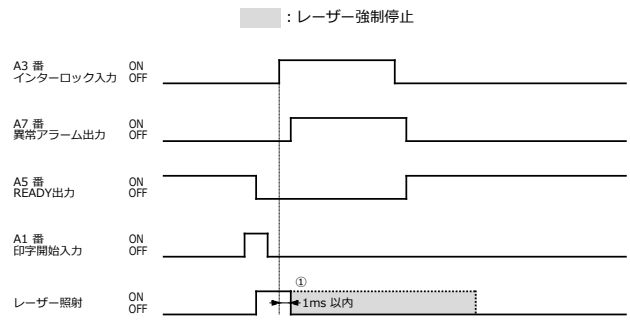 ：レーザー強制停止
A3 番 ON
インターロック入力 OFF
A7 番 ON
異常アラーム出力 OFF
A5 番 ON
READY出力 OFF
A1 番 ON
印字開始入力 OFF
①
レーザー照射 ON
OFF
1ms 以内